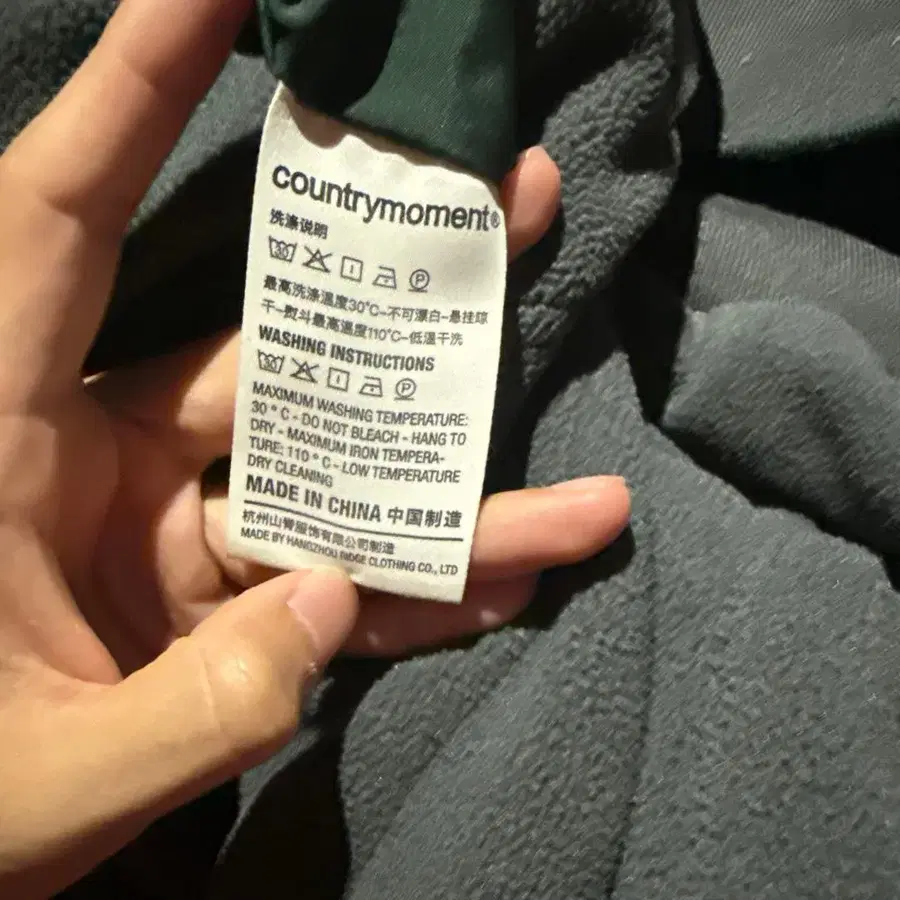 countrymoment®
洗涤说明
30 P
最高洗涤温度30°C-不可漂白-悬挂晾
干-熨斗最高温度110°C-低温干洗
WASHING INSTRUCTIONS
30 P
MAXIMUM WASHING TEMPERATURE:
30 ° C - DO NOT BLEACH - HANG TO
DRY - MAXIMUM IRON TEMPERA-
TURE: 110 ° C - LOW TEMPERATURE
DRY CLEANING
MADE IN CHINA 中国制造
杭州山脊服饰有限公司制造
MADE BY HANGZHOU RIDGE CLOTHING CO., LTD